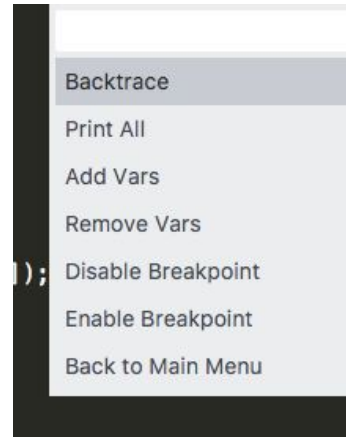 Backtrace
Print All
Add Vars
Remove Vars
]); Disable Breakpoint
Enable Breakpoint
Back to Main Menu